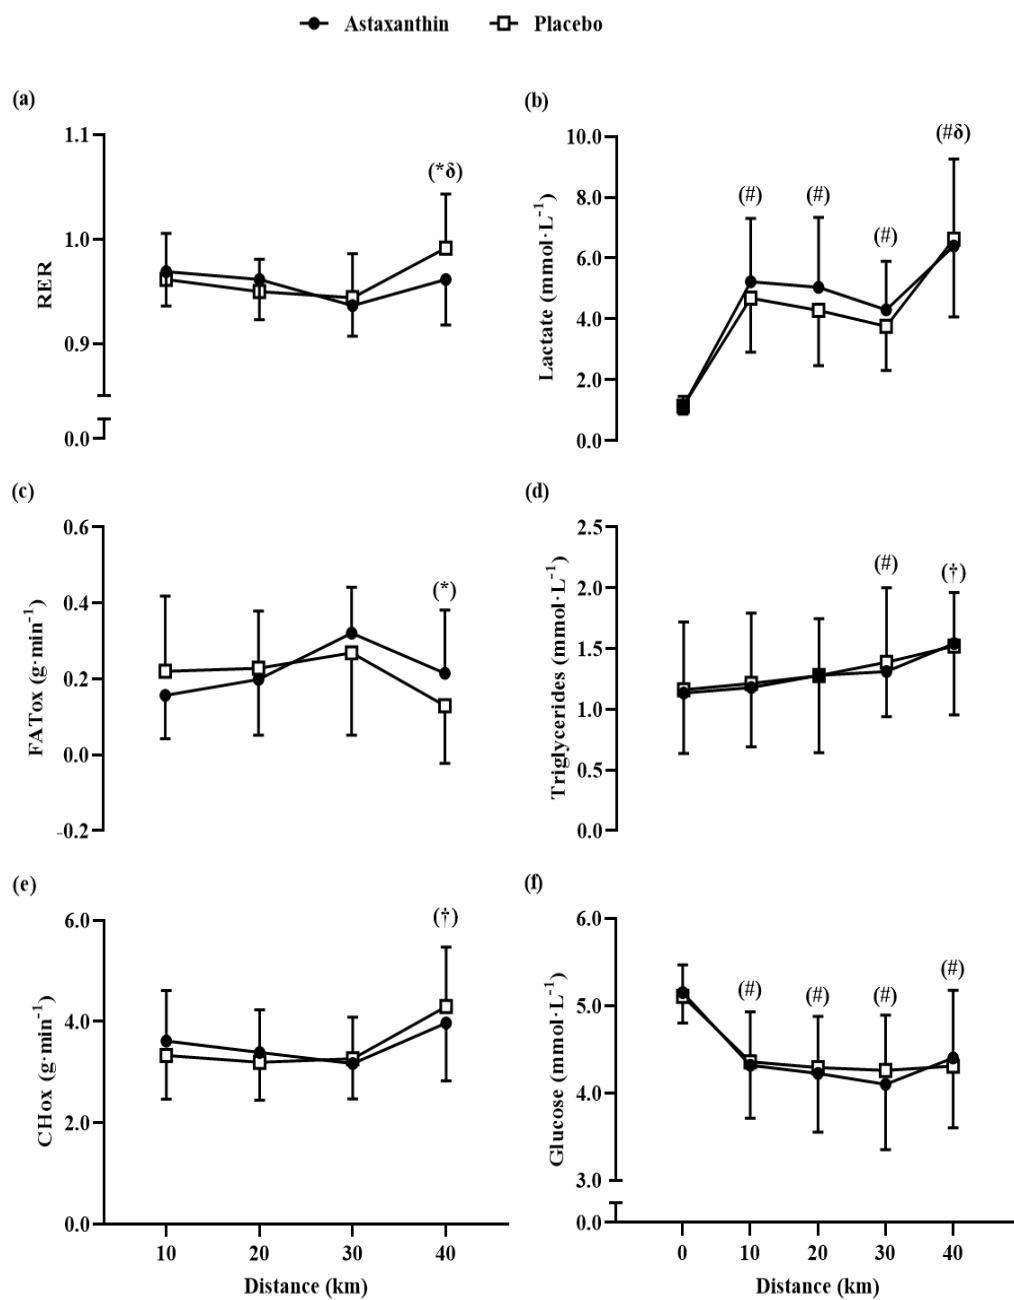 Astaxanthin Placebo
(a)
1.1
1.0
0.9
0.0
RER
(*δ)
(b)
10.0
8.0
6.0
4.0
2.0
0.0
Lactate (mmol·L⁻¹)
(#) (#) (#) (#δ)
(c)
0.6
0.4
0.2
0.0
-0.2
FATox (g·min⁻¹)
(*)
(d)
2.5
2.0
1.5
1.0
0.5
0.0
Triglycerides (mmol·L⁻¹)
(#) (†)
(e)
6.0
4.0
2.0
0.0
CHox (g·min⁻¹)
(†)
10 20 30 40
Distance (km)
(f)
6.0
5.0
4.0
3.0
0.0
Glucose (mmol·L⁻¹)
(#) (#) (#) (#)
0 10 20 30 40
Distance (km)